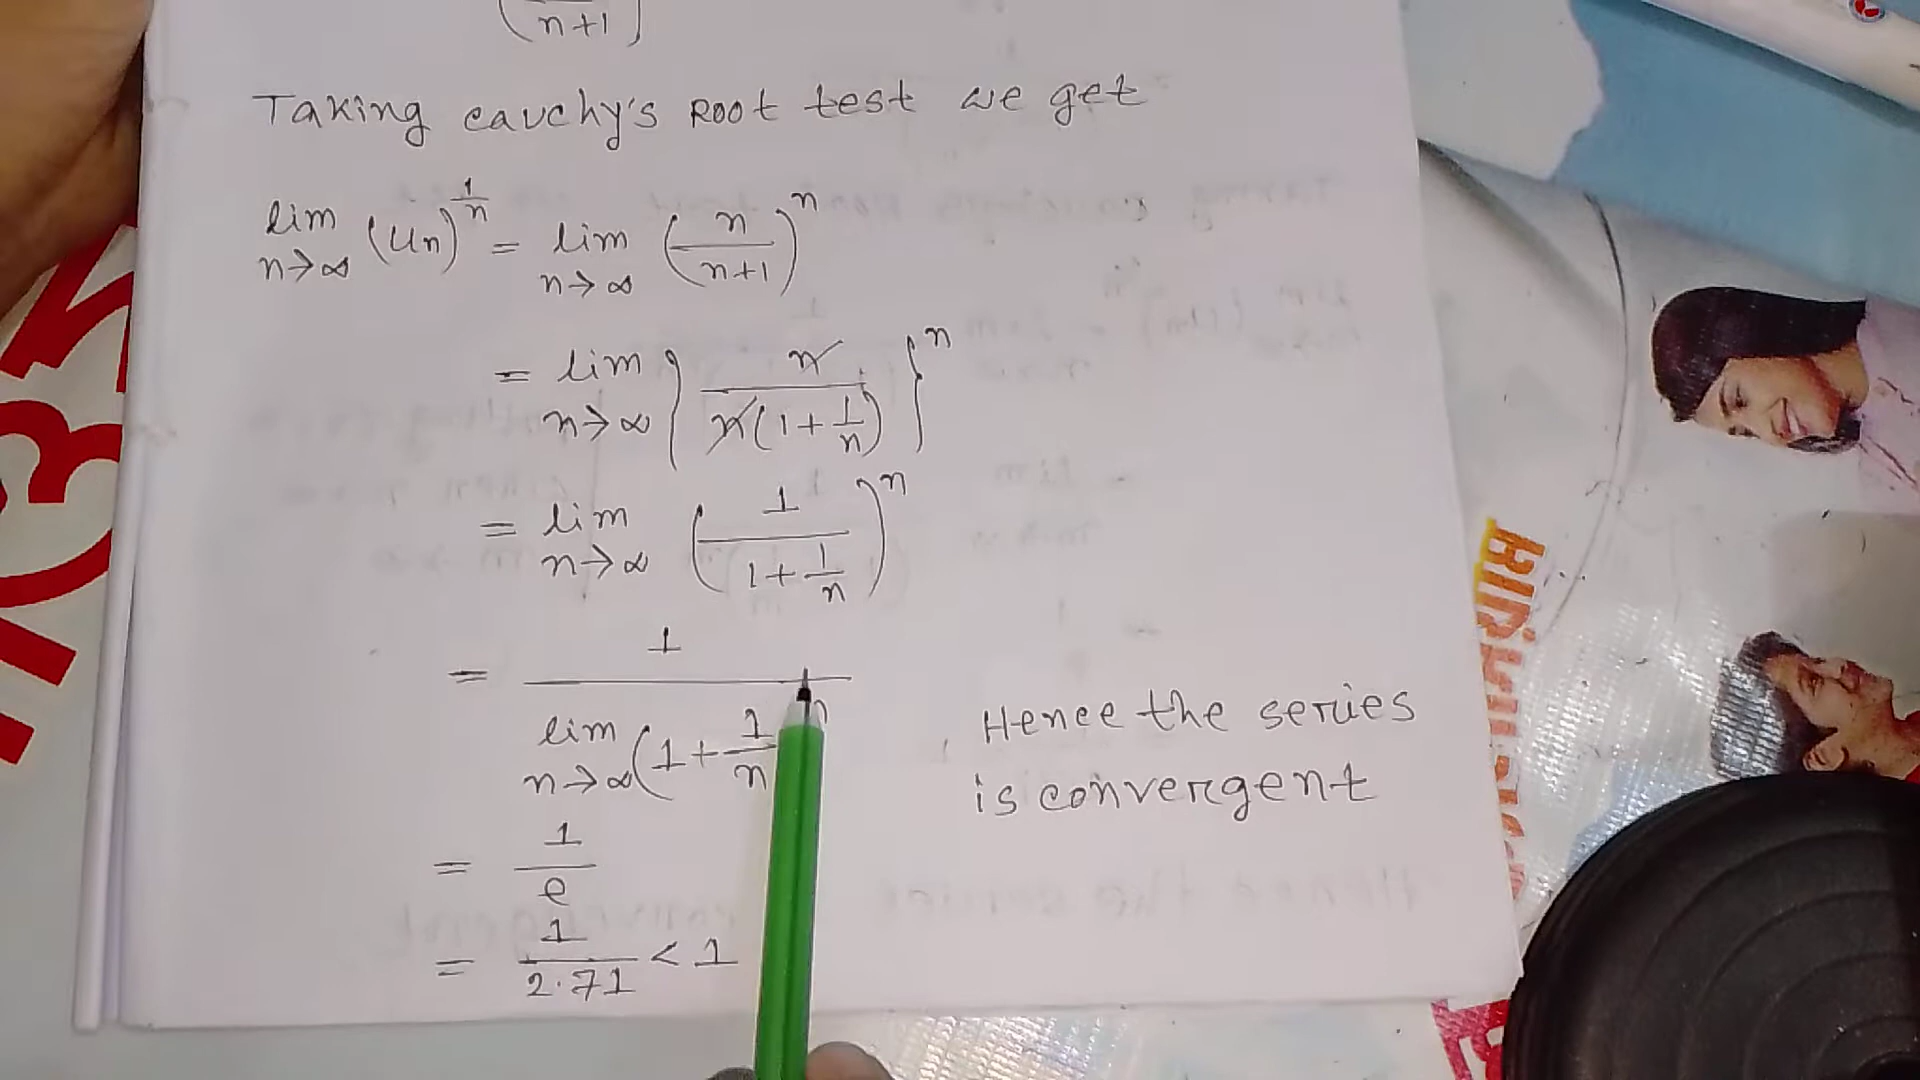 (n+1)
Taking cauchy's Root test we get
lim n→∞ (un)^1/n = lim n→∞ (n/n+1)^n
= lim n→∞ {n/n(1+1/n)}^n
= lim n→∞ (1/1+1/n)^n
= 1/lim n→∞ (1+1/n)^n
Hence the series
is convergent
= 1/e
= 1/2.71 < 1